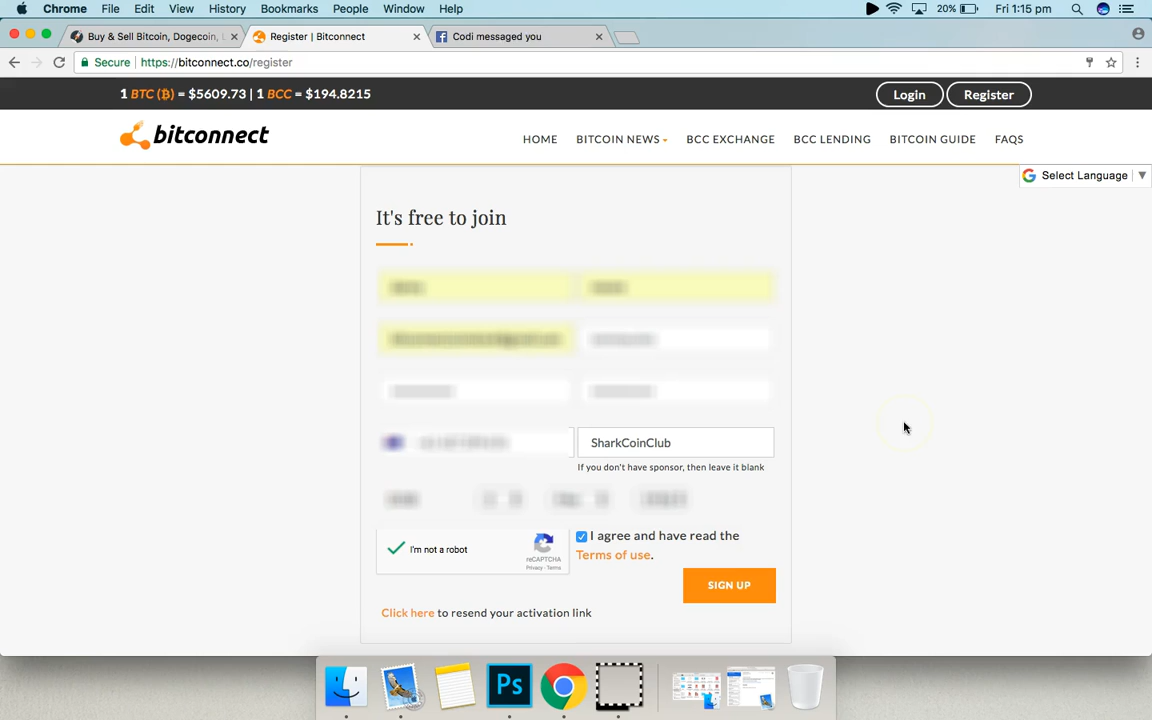 Chrome File Edit View History Bookmarks People Window Help 20% Fri 1:15 pm
Buy & Sell Bitcoin, Dogecoin, Register | Bitconnect Codi messaged you
Secure https://bitconnect.co/register
1 BTC (₿) = $5609.73 | 1 BCC = $194.8215 Login Register
bitconnect HOME BITCOIN NEWS BCC EXCHANGE BCC LENDING BITCOIN GUIDE FAQS
Select Language
It's free to join
SharkCoinClub
If you don't have sponsor, then leave it blank
I agree and have read the
Terms of use.
I'm not a robot
reCAPTCHA
Privacy - Terms
SIGN UP
Click here to resend your activation link
Ps